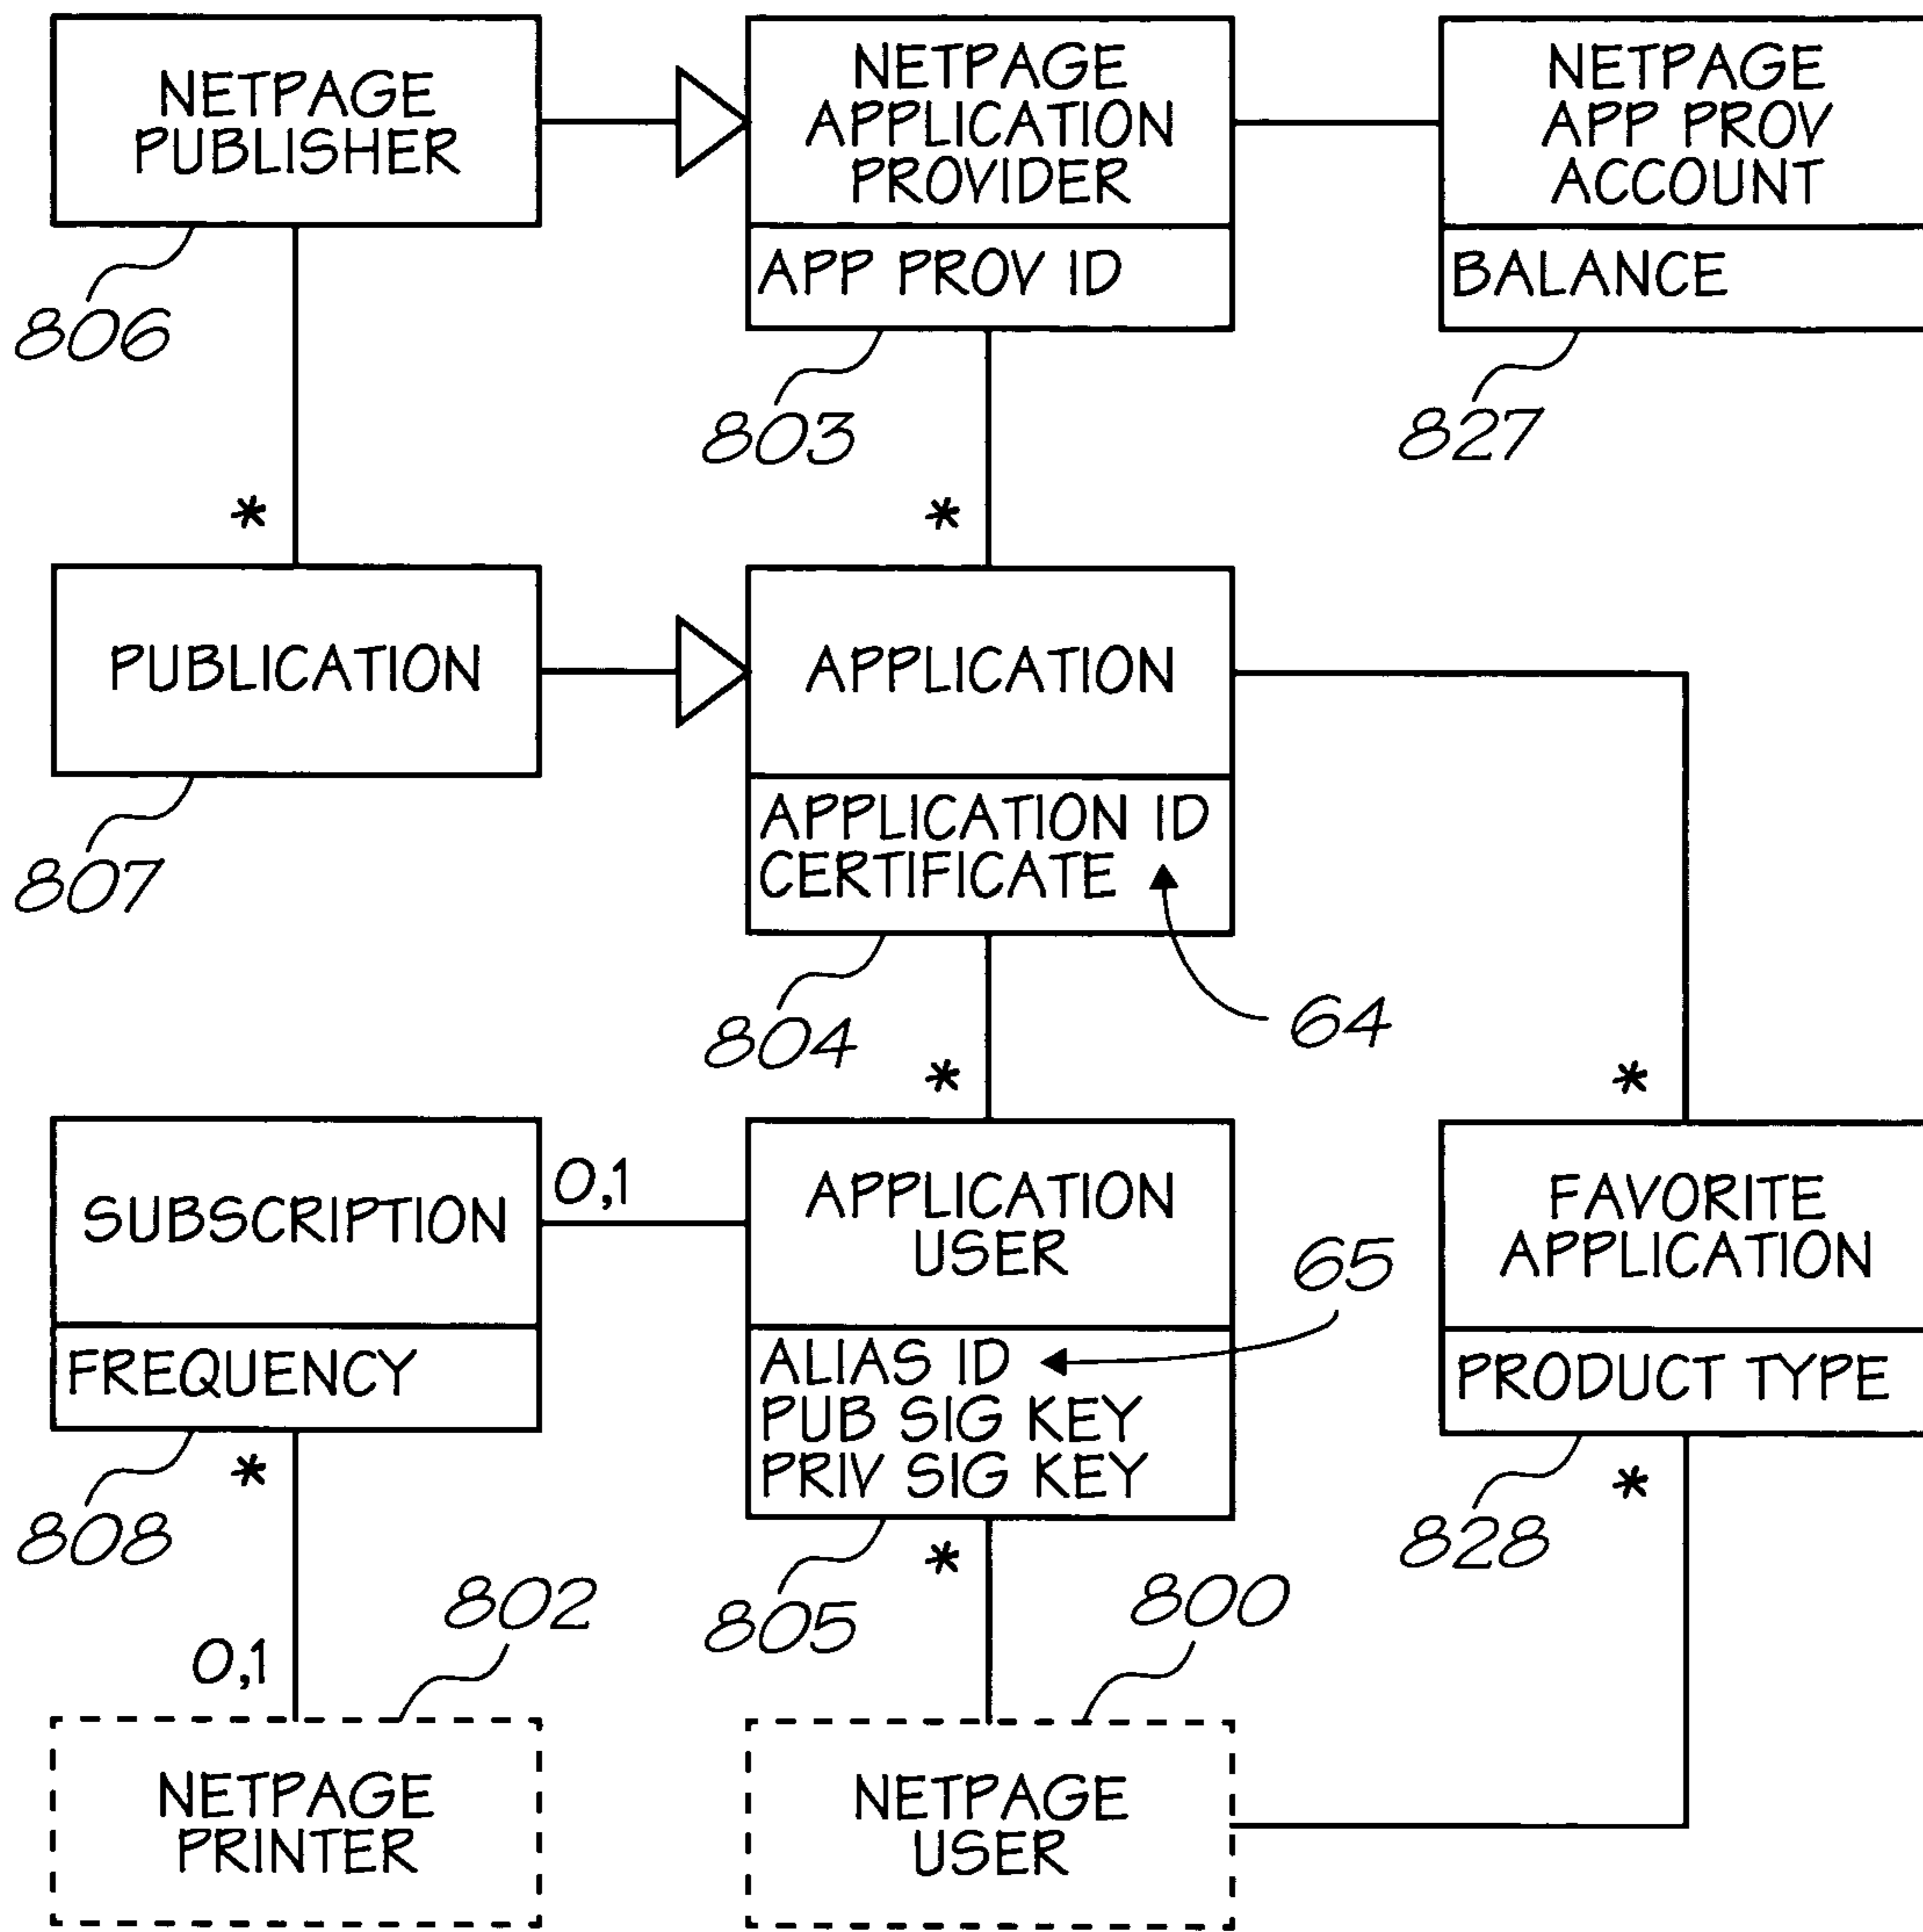 NETPAGE
PUBLISHER
806
NETPAGE
APPLICATION
PROVIDER
APP PROV ID
803
NETPAGE
APP PROV
ACCOUNT
BALANCE
827
*
*
PUBLICATION
807
APPLICATION
APPLICATION ID
CERTIFICATE
804
64
*
*
SUBSCRIPTION
0,1
FREQUENCY
808
*
APPLICATION
USER
65
ALIAS ID
PUB SIG KEY
PRIV SIG KEY
805
*
FAVORITE
APPLICATION
PRODUCT TYPE
828
*
802
0,1
NETPAGE
PRINTER
800
NETPAGE
USER